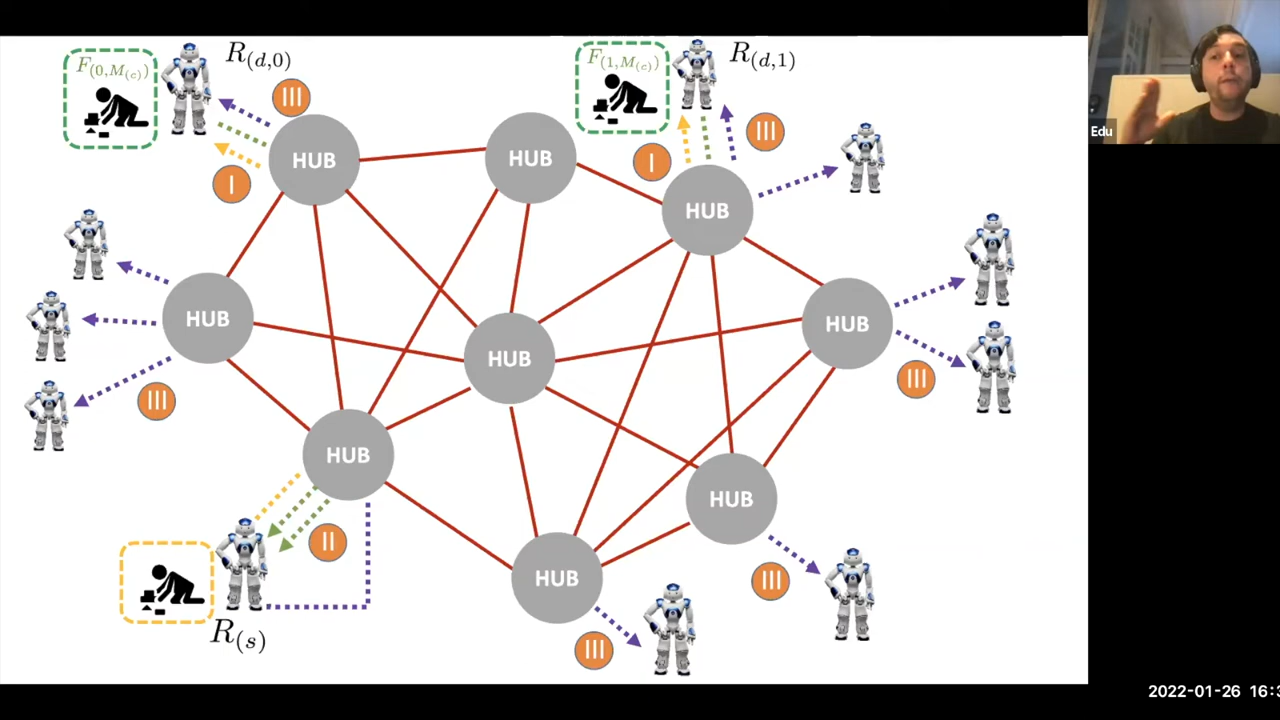 F(0,M(c))
R(d,0)
III
I
HUB
HUB
F(1,M(c))
R(d,1)
III
I
HUB
Edu
HUB
III
HUB
HUB
III
HUB
II
R(s)
HUB
III
HUB
III
2022-01-26 16:3